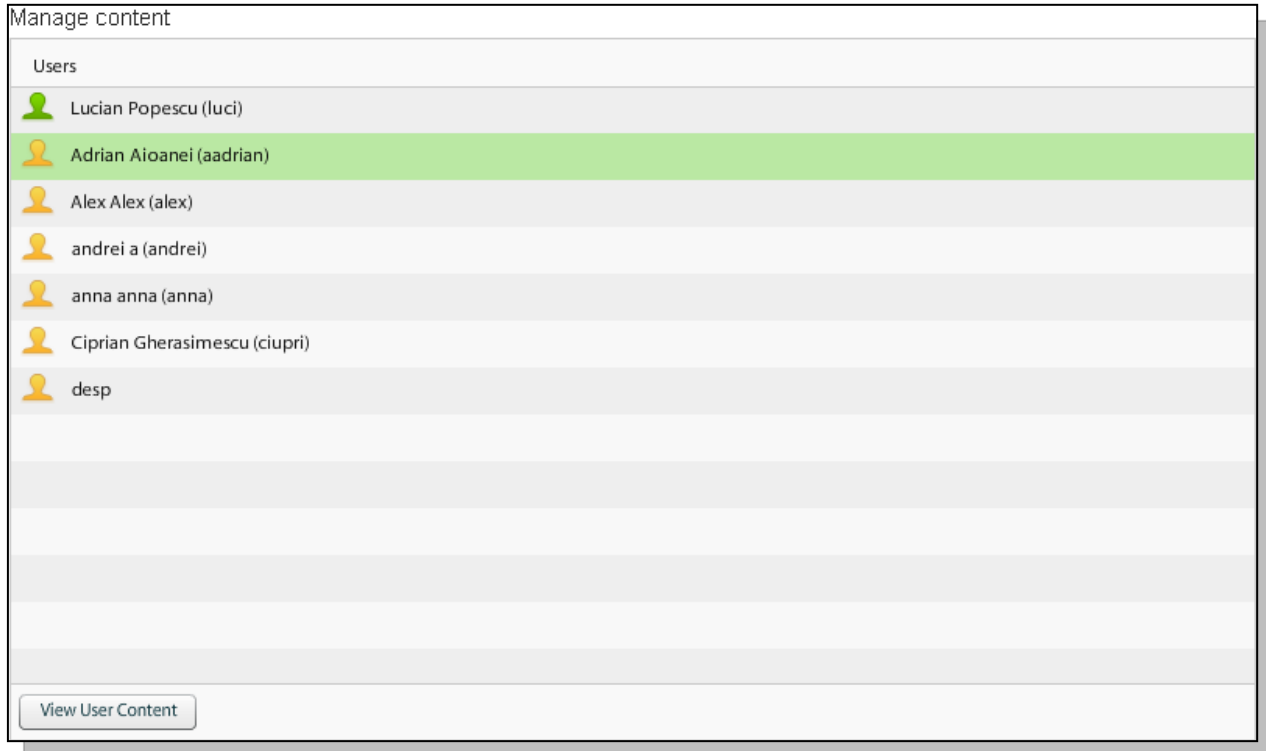 Manage content
Users
Lucian Popescu (luci)
Adrian Aioanei (aadrian)
Alex Alex (alex)
andrei a (andrei)
anna anna (anna)
Ciprian Gherasimescu (ciupri)
desp
View User Content